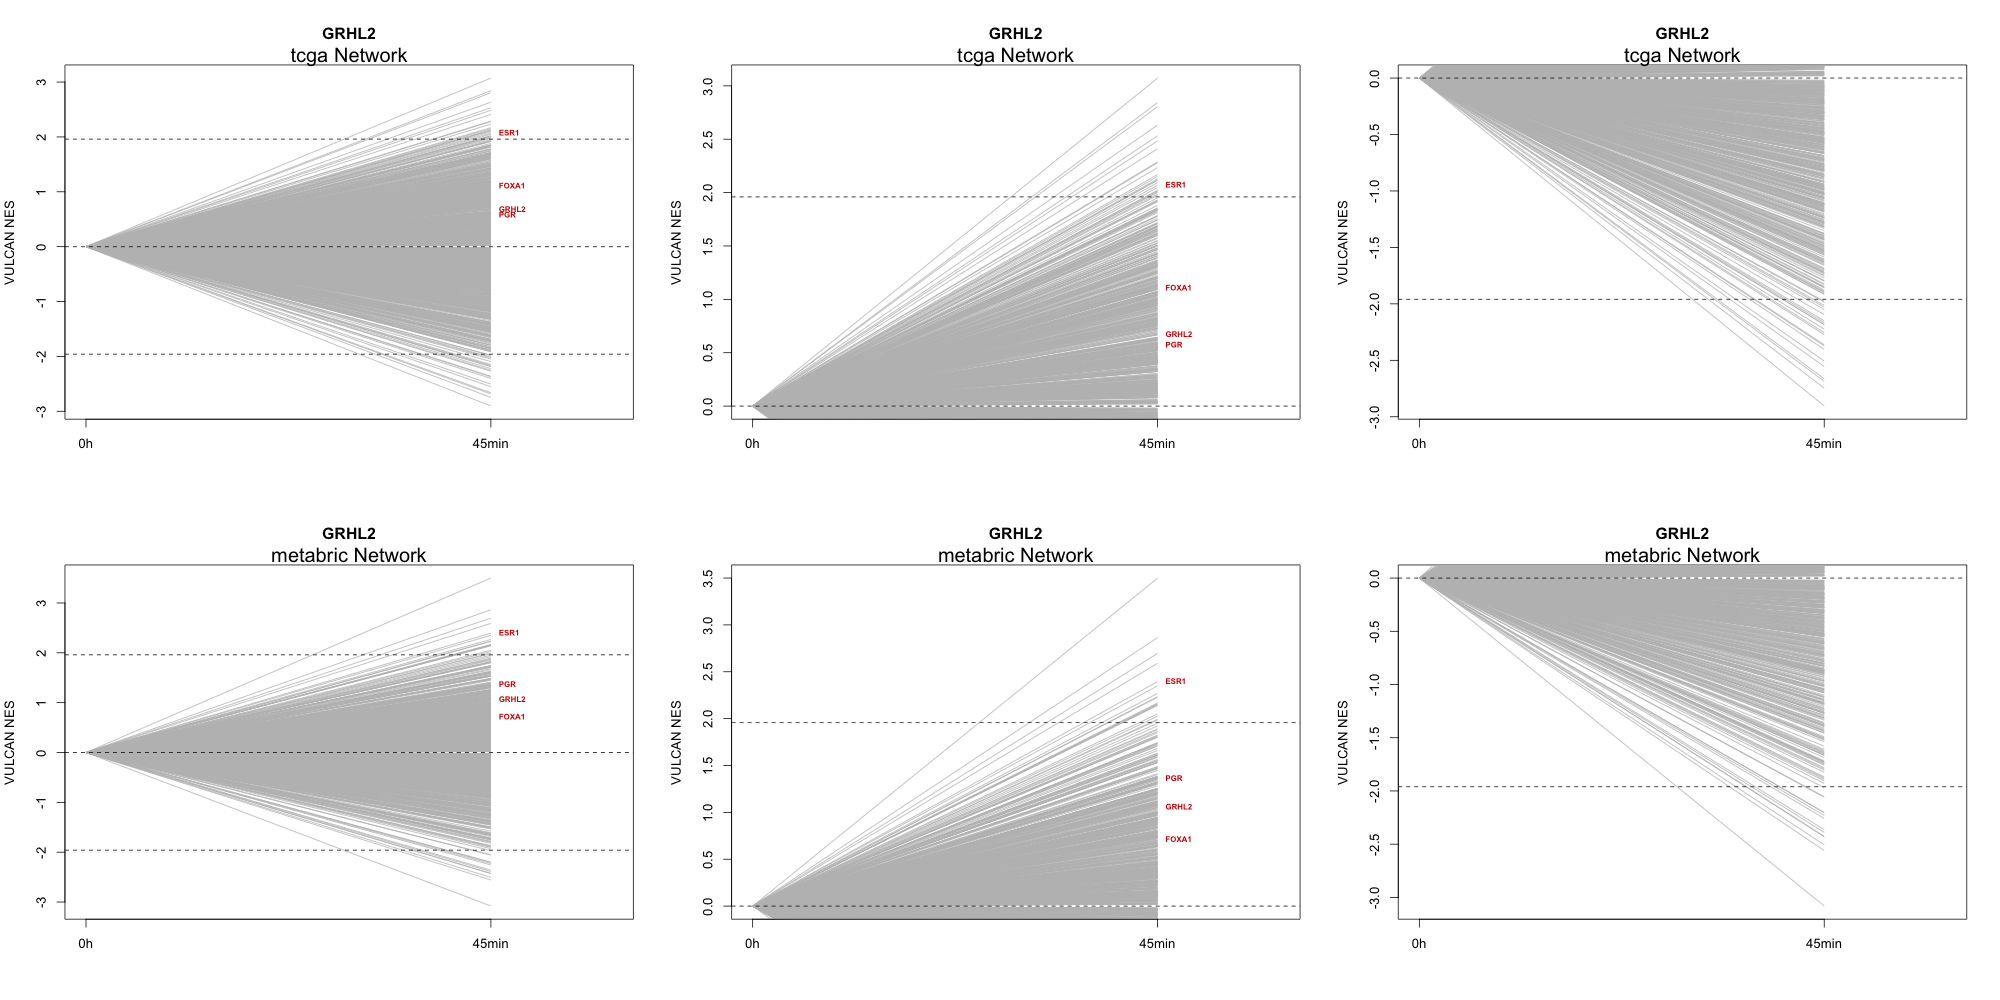 GRHL2
tcga Network
VULCAN NES
3
2
1
0
-1
-2
-3
ESR1
FOXA1
GRHL2
PGR
0h
45min
GRHL2
tcga Network
VULCAN NES
3.0
2.5
2.0
1.5
1.0
0.5
0.0
ESR1
FOXA1
GRHL2
PGR
0h
45min
GRHL2
tcga Network
VULCAN NES
0.0
-0.5
-1.0
-1.5
-2.0
-2.5
-3.0
0h
45min
GRHL2
metabric Network
VULCAN NES
3
2
1
0
-1
-2
-3
ESR1
PGR
GRHL2
FOXA1
0h
45min
GRHL2
metabric Network
VULCAN NES
3.5
3.0
2.5
2.0
1.5
1.0
0.5
0.0
ESR1
PGR
GRHL2
FOXA1
0h
45min
GRHL2
metabric Network
VULCAN NES
0.0
-0.5
-1.0
-1.5
-2.0
-2.5
-3.0
0h
45min